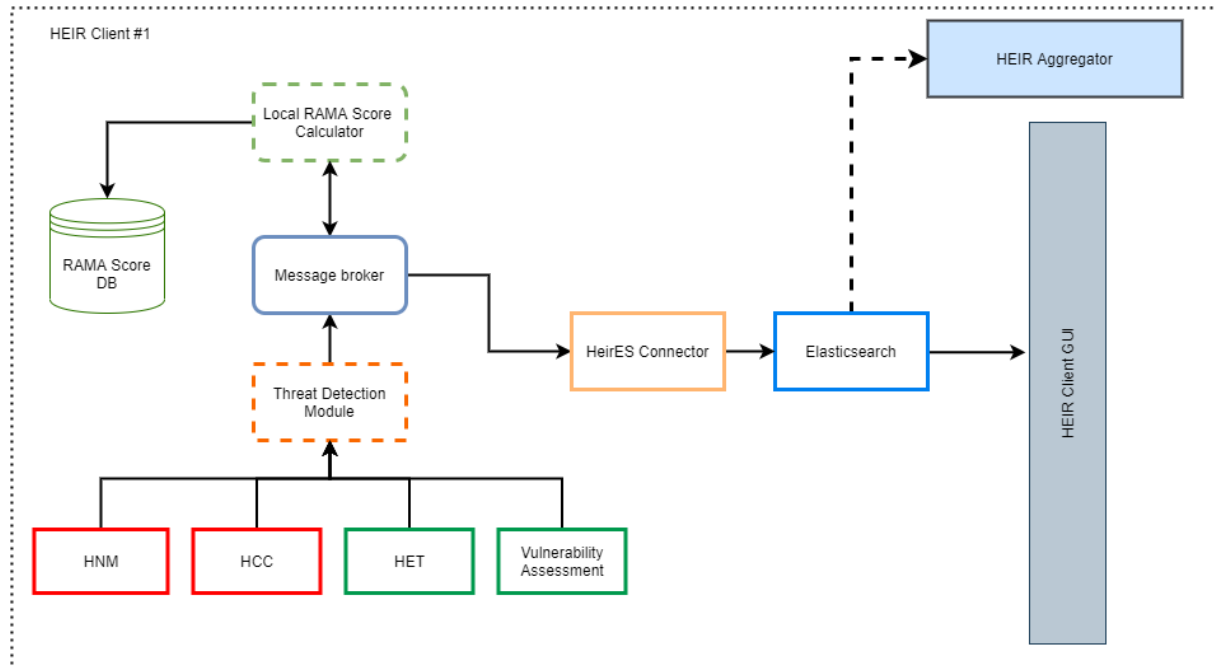 HEIR Client #1
HEIR Aggregator
Local RAMA Score
Calculator
RAMA Score
DB
Message broker
HeirES Connector
Elasticsearch
HEIR Client GUI
Threat Detection
Module
HNM
HCC
HET
Vulnerability
Assessment